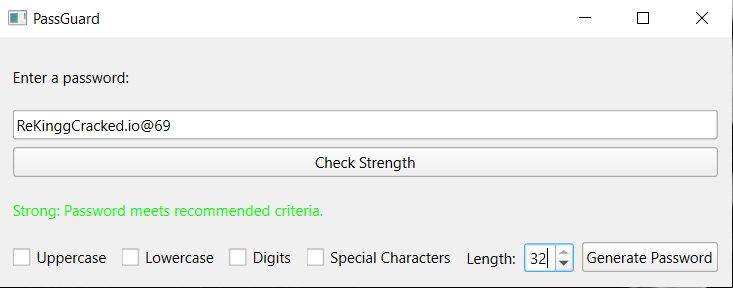 PassGuard
Enter a password:
ReKinggCracked.io@69
Check Strength
Strong: Password meets recommended criteria.
Uppercase Lowercase Digits Special Characters Length: 32 Generate Password